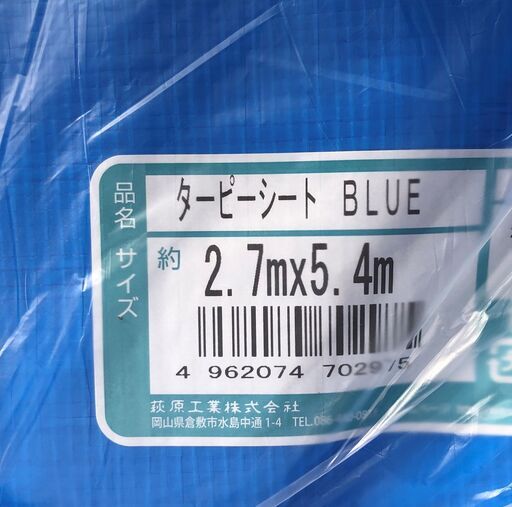 品名 ターピーシート BLUE
サイズ 約 2.7mx5.4m
4 962074 7029
萩原工業株式会社
岡山県倉敷市水島中通1-4 TEL.086-